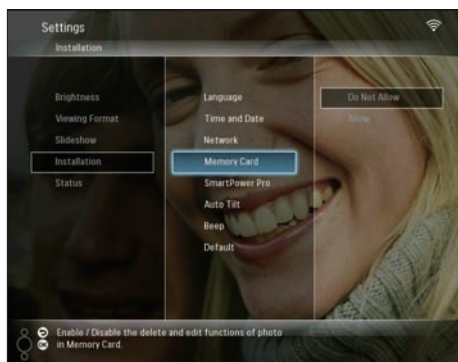 Settings
Installation
Brightness
Viewing Format
Slideshow
Installation
Status
Language
Time and Date
Network
Memory Card
SmartPower Pro
Auto Tilt
Beep
Default
Do Not Allow
Allow
Enable / Disable the delete and edit functions of photo
in Memory Card.
OK